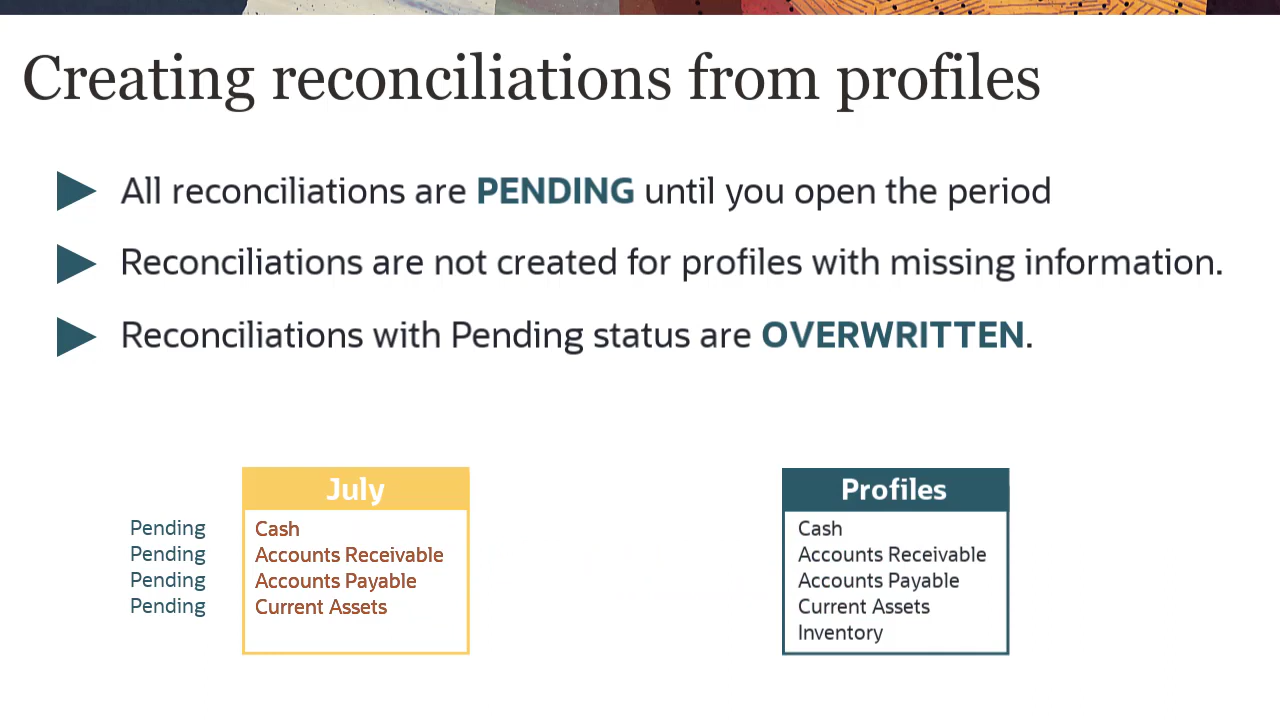 Creating reconciliations from profiles
All reconciliations are PENDING until you open the period
Reconciliations are not created for profiles with missing information.
Reconciliations with Pending status are OVERWRITTEN.
July
Pending Cash
Pending Accounts Receivable
Pending Accounts Payable
Pending Current Assets
Profiles
Cash
Accounts Receivable
Accounts Payable
Current Assets
Inventory